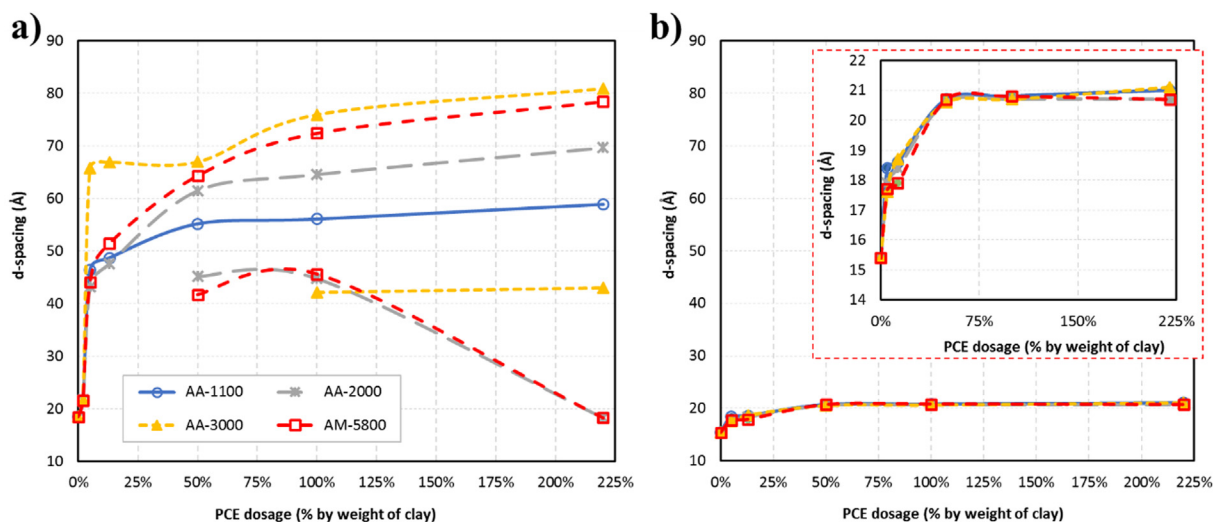 a)
90
80
70
60
50
40
30
20
10
d-spacing (Å)
AA-1100
AA-2000
AA-3000
AM-5800
0% 25% 50% 75% 100% 125% 150% 175% 200% 225%
PCE dosage (% by weight of clay)
b)
90
80
70
60
50
40
30
20
10
d-spacing (Å)
22
21
20
19
18
17
16
15
14
d-spacing (Å)
0% 75% 150% 225%
PCE dosage (% by weight of clay)
0% 25% 50% 75% 100% 125% 150% 175% 200% 225%
PCE dosage (% by weight of clay)